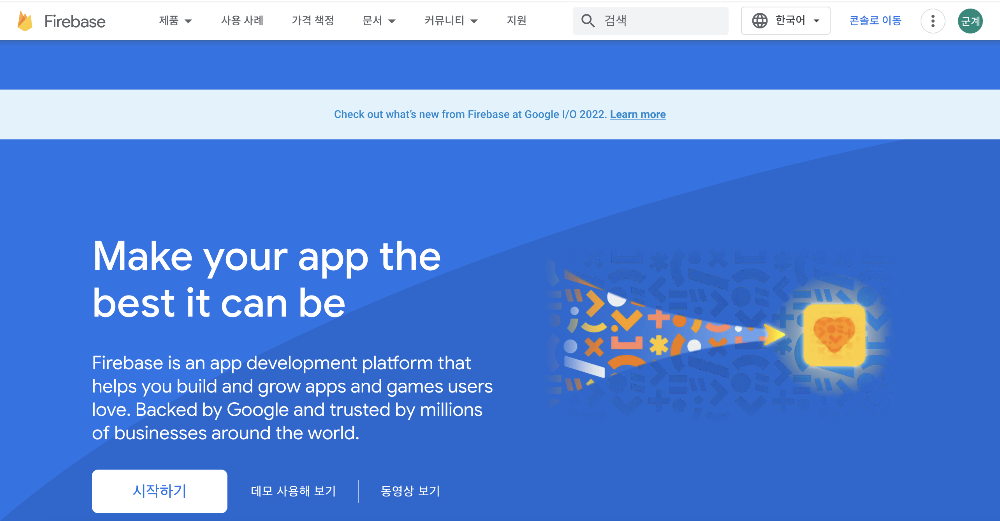 Firebase 제품 사용 사례 가격 책정 문서 커뮤니티 지원 검색 한국어 콘솔로 이동 군계
Check out what’s new from Firebase at Google I/O 2022. Learn more
Make your app the
best it can be
Firebase is an app development platform that
helps you build and grow apps and games users
love. Backed by Google and trusted by millions
of businesses around the world.
시작하기 데모 사용해 보기 동영상 보기